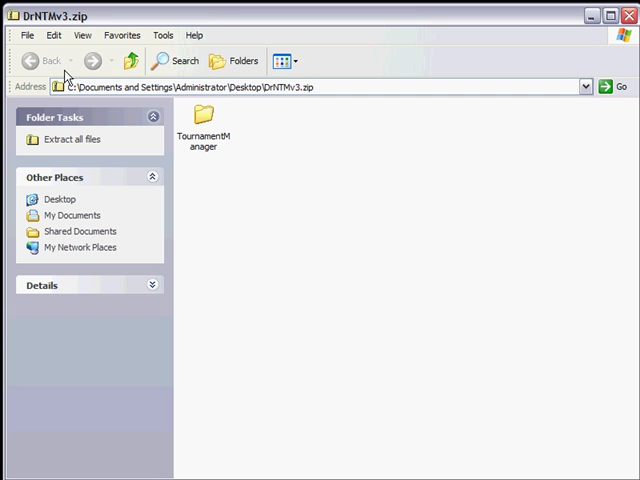 DrNTMv3.zip
File Edit View Favorites Tools Help
Back Search Folders
Address C:\Documents and Settings\Administrator\Desktop\DrNTMv3.zip Go
Folder Tasks
Extract all files
Other Places
Desktop
My Documents
Shared Documents
My Network Places
Details
TournamentM
anager